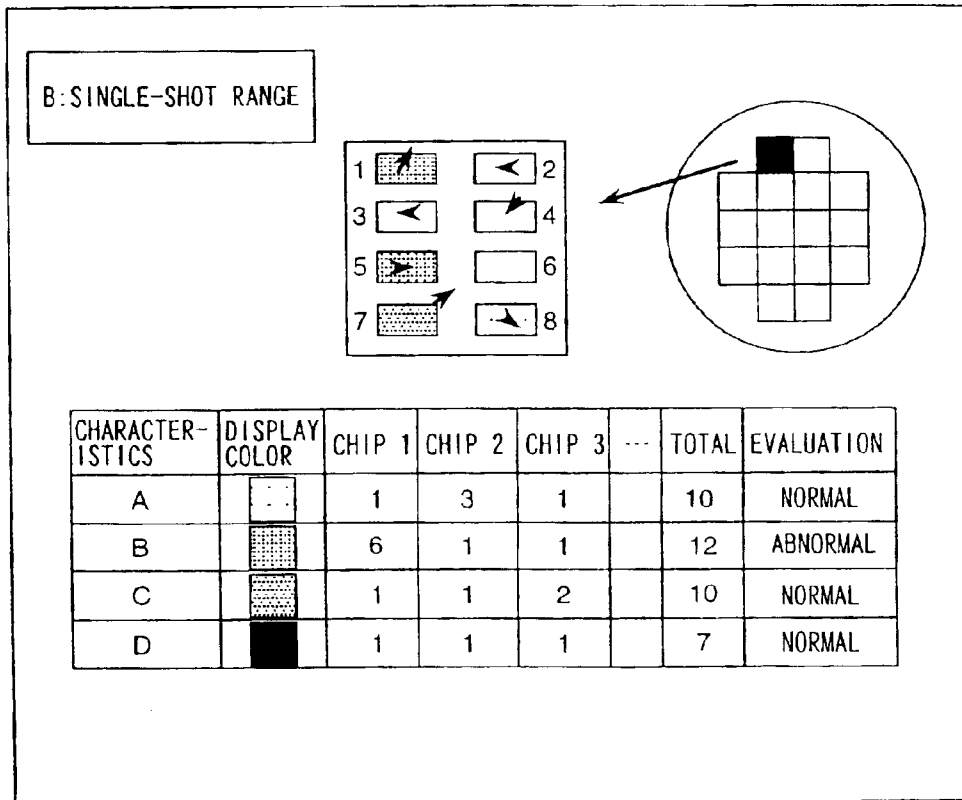 B:SINGLE-SHOT RANGE
1 2
3 4
5 6
7 8
CHARACTER-ISTICS DISPLAY COLOR CHIP 1 CHIP 2 CHIP 3 --- TOTAL EVALUATION
A 1 3 1 10 NORMAL
B 6 1 1 12 ABNORMAL
C 1 1 2 10 NORMAL
D 1 1 1 7 NORMAL